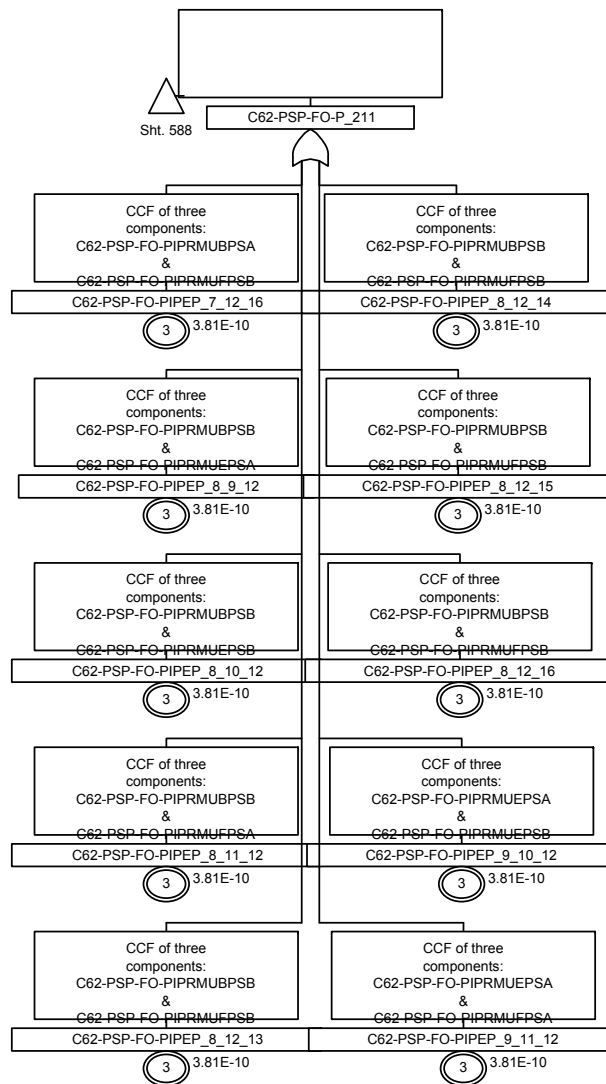 C62-PSP-FO-P_211
Sht. 588
CCF of three
components:
C62-PSP-FO-PIPRMUBPSA
&
C62-PSP-FO-PIPRMUFPSB
C62-PSP-FO-PIPEP_7_12_16
3
3.81E-10
CCF of three
components:
C62-PSP-FO-PIPRMUBPSB
&
C62-PSP-FO-PIPRMUFPSB
C62-PSP-FO-PIPEP_8_12_14
3
3.81E-10
CCF of three
components:
C62-PSP-FO-PIPRMUBPSB
&
C62-PSP-FO-PIPRMUEPSA
C62-PSP-FO-PIPEP_8_9_12
3
3.81E-10
CCF of three
components:
C62-PSP-FO-PIPRMUBPSB
&
C62-PSP-FO-PIPRMUFPSB
C62-PSP-FO-PIPEP_8_12_15
3
3.81E-10
CCF of three
components:
C62-PSP-FO-PIPRMUBPSB
&
C62-PSP-FO-PIPRMUEPSB
C62-PSP-FO-PIPEP_8_10_12
3
3.81E-10
CCF of three
components:
C62-PSP-FO-PIPRMUBPSB
&
C62-PSP-FO-PIPRMUFPSB
C62-PSP-FO-PIPEP_8_12_16
3
3.81E-10
CCF of three
components:
C62-PSP-FO-PIPRMUBPSB
&
C62-PSP-FO-PIPRMUFPSA
C62-PSP-FO-PIPEP_8_11_12
3
3.81E-10
CCF of three
components:
C62-PSP-FO-PIPRMUEPSA
&
C62-PSP-FO-PIPRMUEPSB
C62-PSP-FO-PIPEP_9_10_12
3
3.81E-10
CCF of three
components:
C62-PSP-FO-PIPRMUBPSB
&
C62-PSP-FO-PIPRMUFPSB
C62-PSP-FO-PIPEP_8_12_13
3
3.81E-10
CCF of three
components:
C62-PSP-FO-PIPRMUEPSA
&
C62-PSP-FO-PIPRMUFPSA
C62-PSP-FO-PIPEP_9_11_12
3
3.81E-10